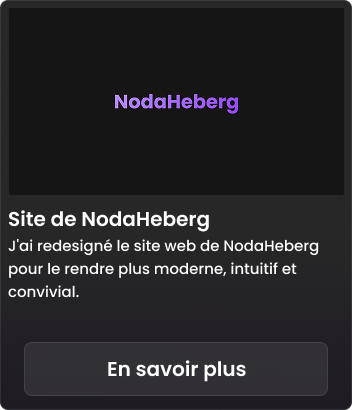 NodaHeberg
Site de NodaHeberg
J'ai redesigné le site web de NodaHeberg
pour le rendre plus moderne, intuitif et
convivial.
En savoir plus